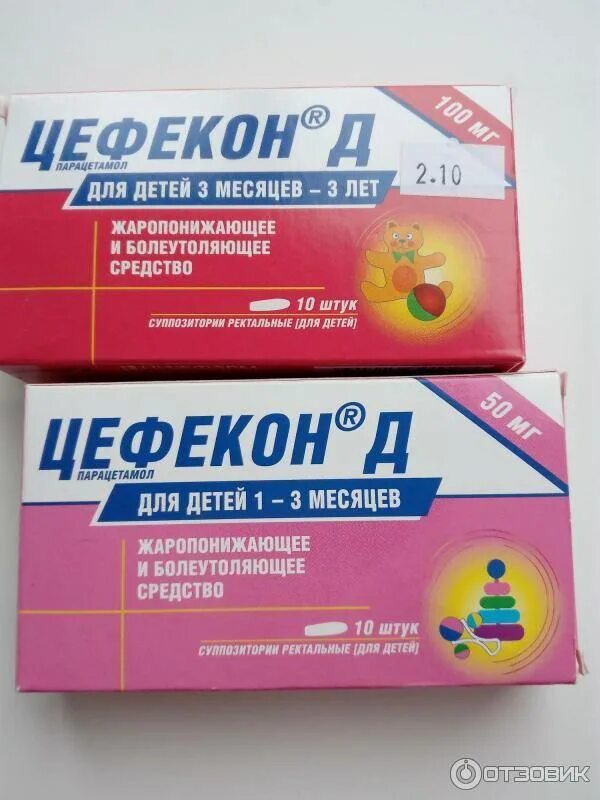 ЦЕФЕКОН® Д
100 мг
ПАРАЦЕТАМОЛ
2.10
ДЛЯ ДЕТЕЙ 3 МЕСЯЦЕВ – 3 ЛЕТ
ЖАРОПОНИЖАЮЩЕЕ
И БОЛЕУТОЛЯЮЩЕЕ
СРЕДСТВО
10 штук
СУППОЗИТОРИИ РЕКТАЛЬНЫЕ [ДЛЯ ДЕТЕЙ]
ЦЕФЕКОН® Д
50 мг
ПАРАЦЕТАМОЛ
ДЛЯ ДЕТЕЙ 1 – 3 МЕСЯЦЕВ
ЖАРОПОНИЖАЮЩЕЕ
И БОЛЕУТОЛЯЮЩЕЕ
СРЕДСТВО
10 штук
СУППОЗИТОРИИ РЕКТАЛЬНЫЕ [ДЛЯ ДЕТЕЙ]
ОТЗОВИК